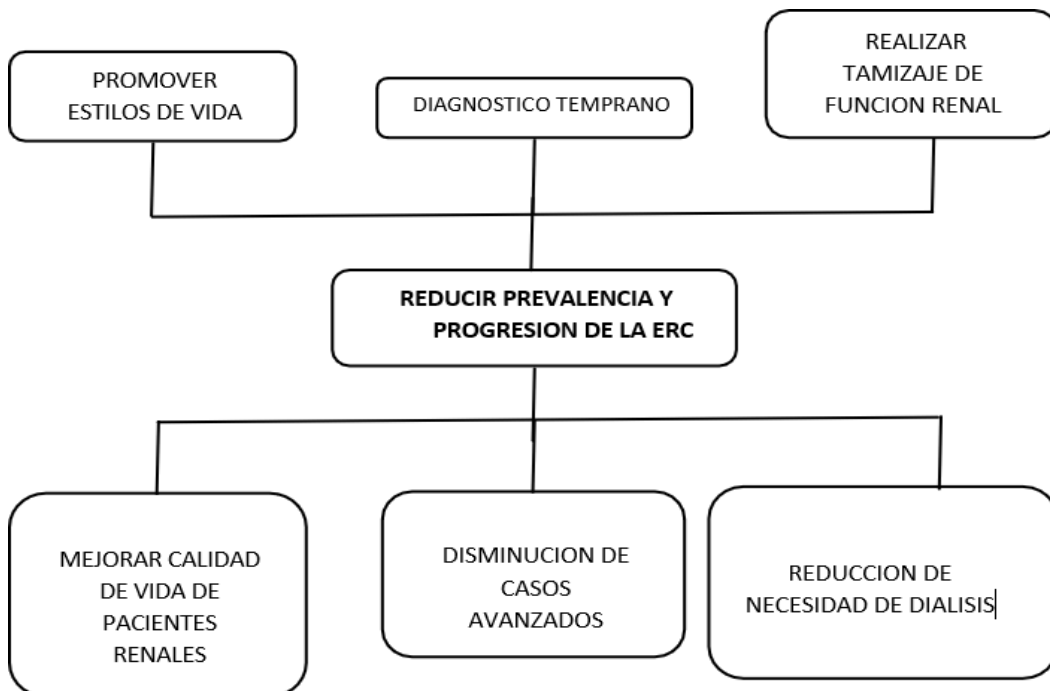 PROMOVER
ESTILOS DE VIDA
DIAGNOSTICO TEMPRANO
REALIZAR
TAMIZAJE DE
FUNCION RENAL
REDUCIR PREVALENCIA Y
PROGRESION DE LA ERC
MEJORAR CALIDAD
DE VIDA DE
PACIENTES
RENALES
DISMINUCION DE
CASOS
AVANZADOS
REDUCCION DE
NECESIDAD DE DIALISIS